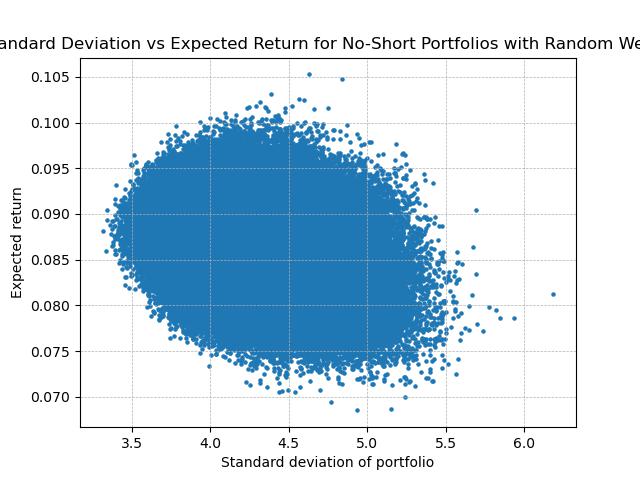 andard Deviation vs Expected Return for No-Short Portfolios with Random We
0.105
0.100
0.095
0.090
0.085
0.080
0.075
0.070
Expected return
3.5 4.0 4.5 5.0 5.5 6.0
Standard deviation of portfolio